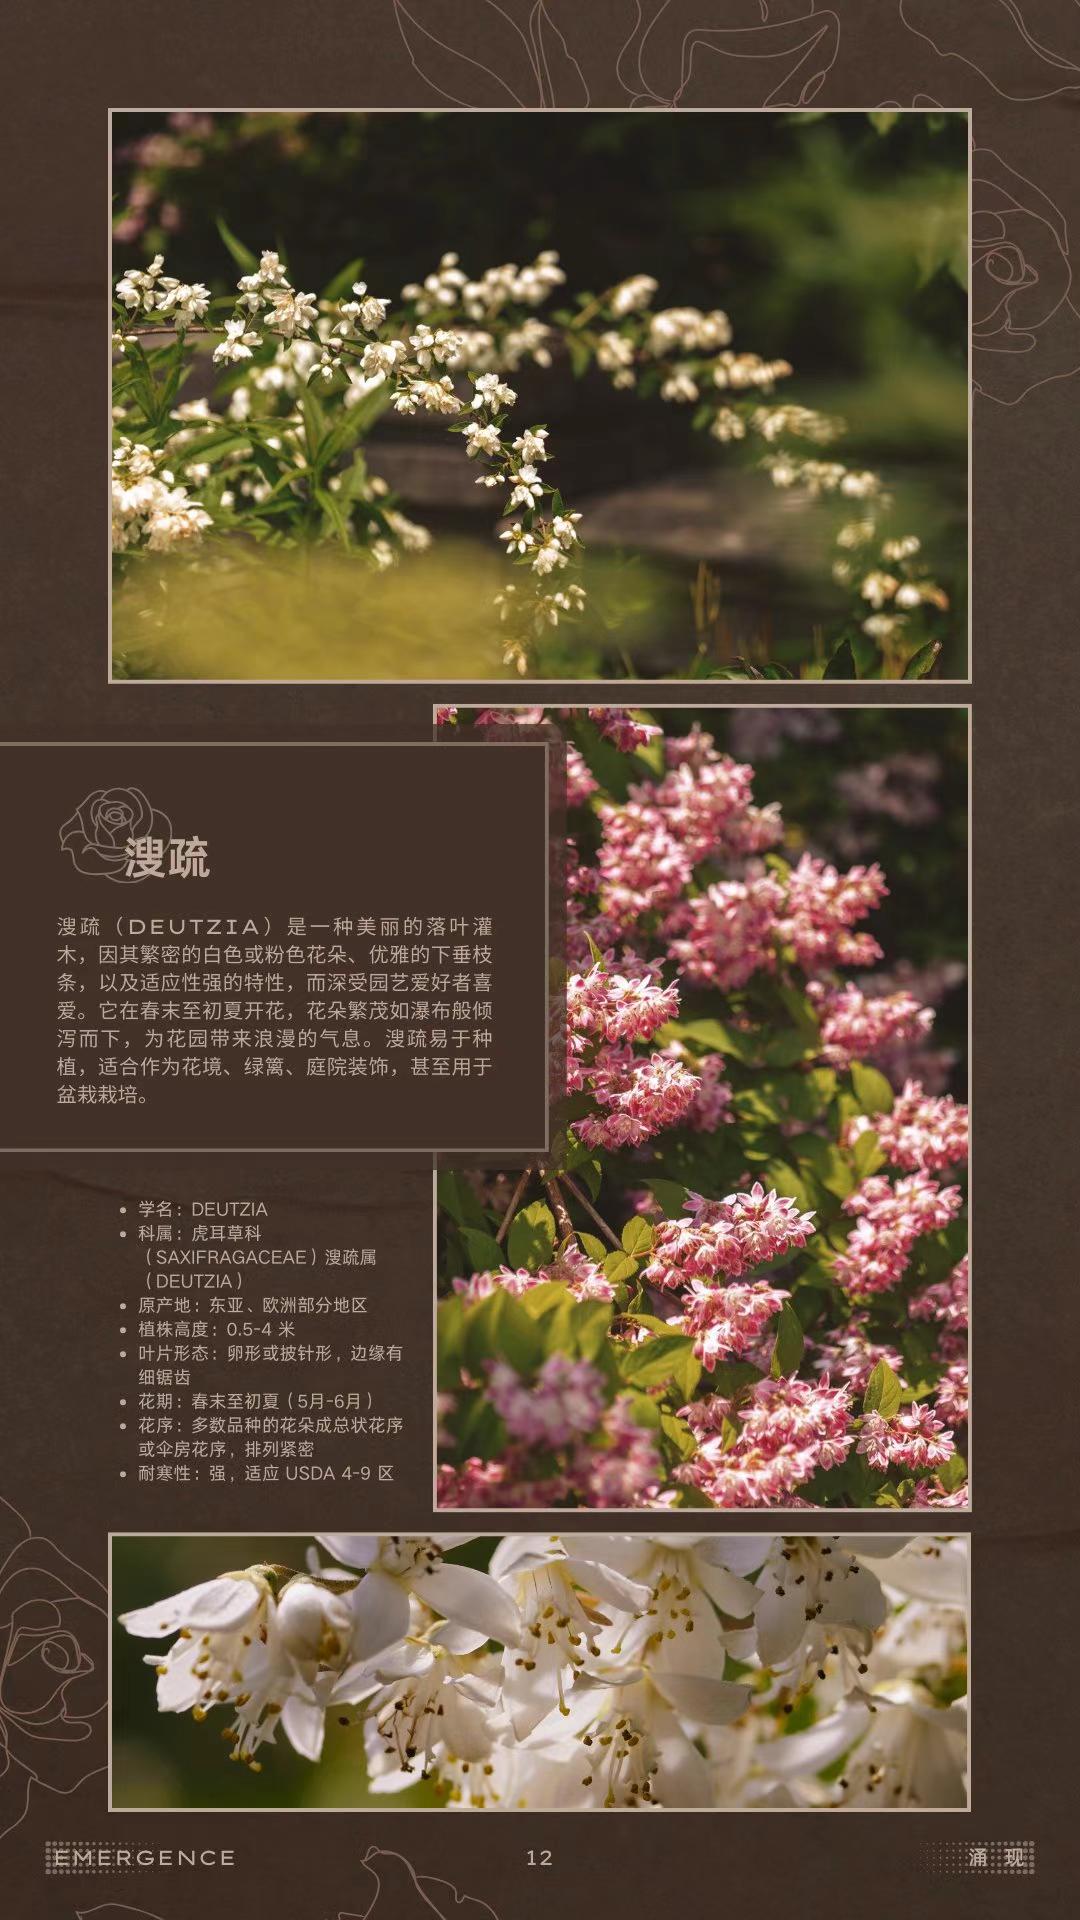 溲疏
溲疏（DEUTZIA）是一种美丽的落叶灌
木，因其繁密的白色或粉色花朵、优雅的下垂枝
条，以及适应性强的特性，而深受园艺爱好者喜
爱。它在春末至初夏开花，花朵繁茂如瀑布般倾
泻而下，为花园带来浪漫的气息。溲疏易于种
植，适合作为花境、绿篱、庭院装饰，甚至用于
盆栽栽培。
• 学名：DEUTZIA
• 科属：虎耳草科
（SAXIFRAGACEAE）溲疏属
（DEUTZIA）
• 原产地：东亚、欧洲部分地区
• 植株高度：0.5-4 米
• 叶片形态：卵形或披针形，边缘有
细锯齿
• 花期：春末至初夏（5月-6月）
• 花序：多数品种的花朵成总状花序
或伞房花序，排列紧密
• 耐寒性：强，适应 USDA 4-9 区
EMERGENCE
12
涌 现